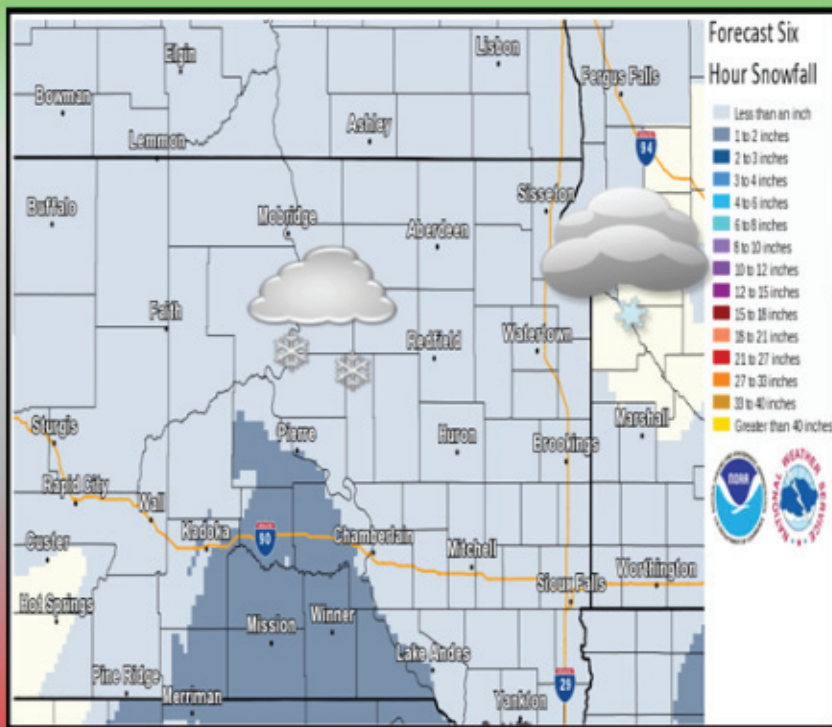 Forecast Six
Hour Snowfall
Less than an inch
1 to 2 inches
2 to 3 inches
3 to 4 inches
4 to 6 inches
6 to 8 inches
8 to 10 inches
10 to 12 inches
12 to 15 inches
15 to 18 inches
18 to 21 inches
21 to 27 inches
27 to 33 inches
33 to 40 inches
Greater than 40 inches
Lisbon
Elgin
Fergus Falls
Bowman
Ashley
Lemmon
94
Sisseton
Buffalo
Mobridge
Aberdeen
Faith
Redfield
Watertown
Sturgis
Pierre
Huron
Marshall
Brookings
Rapid City
Wall
Kadoka
90
Chamberlain
Mitchell
Custer
Sioux Falls
Worthington
Hot Springs
Mission
Winner
Lake Andes
Pine Ridge
29
Merriman
Yankton
NOAA
NATIONAL WEATHER SERVICE